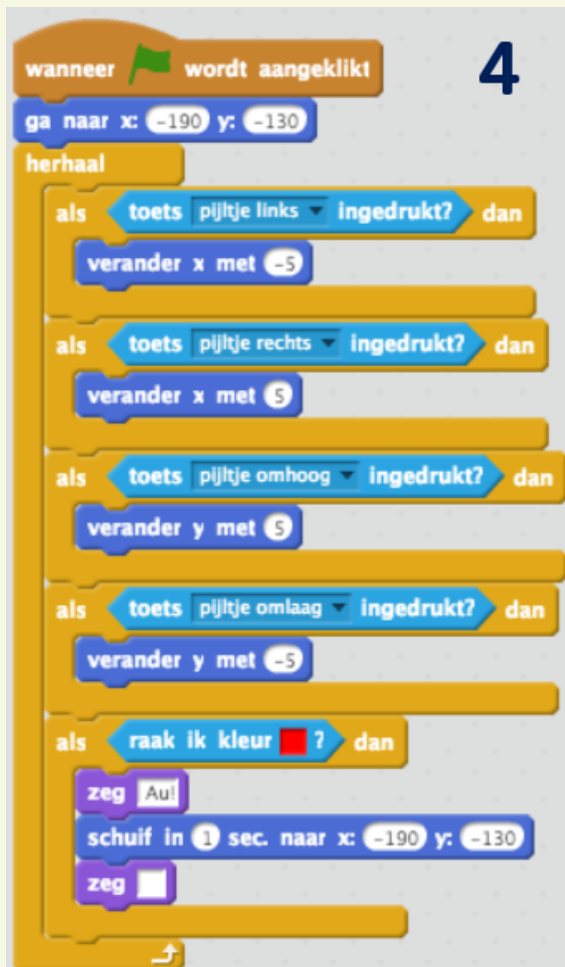 wanneer wordt aangeklikt
4
ga naar x: -190 y: -130
herhaal
als toets pijltje links ingedrukt? dan
verander x met -5
als toets pijltje rechts ingedrukt? dan
verander x met 5
als toets pijltje omhoog ingedrukt? dan
verander y met 5
als toets pijltje omlaag ingedrukt? dan
verander y met -5
als raak ik kleur ? dan
zeg Au!
schuif in 1 sec. naar x: -190 y: -130
zeg